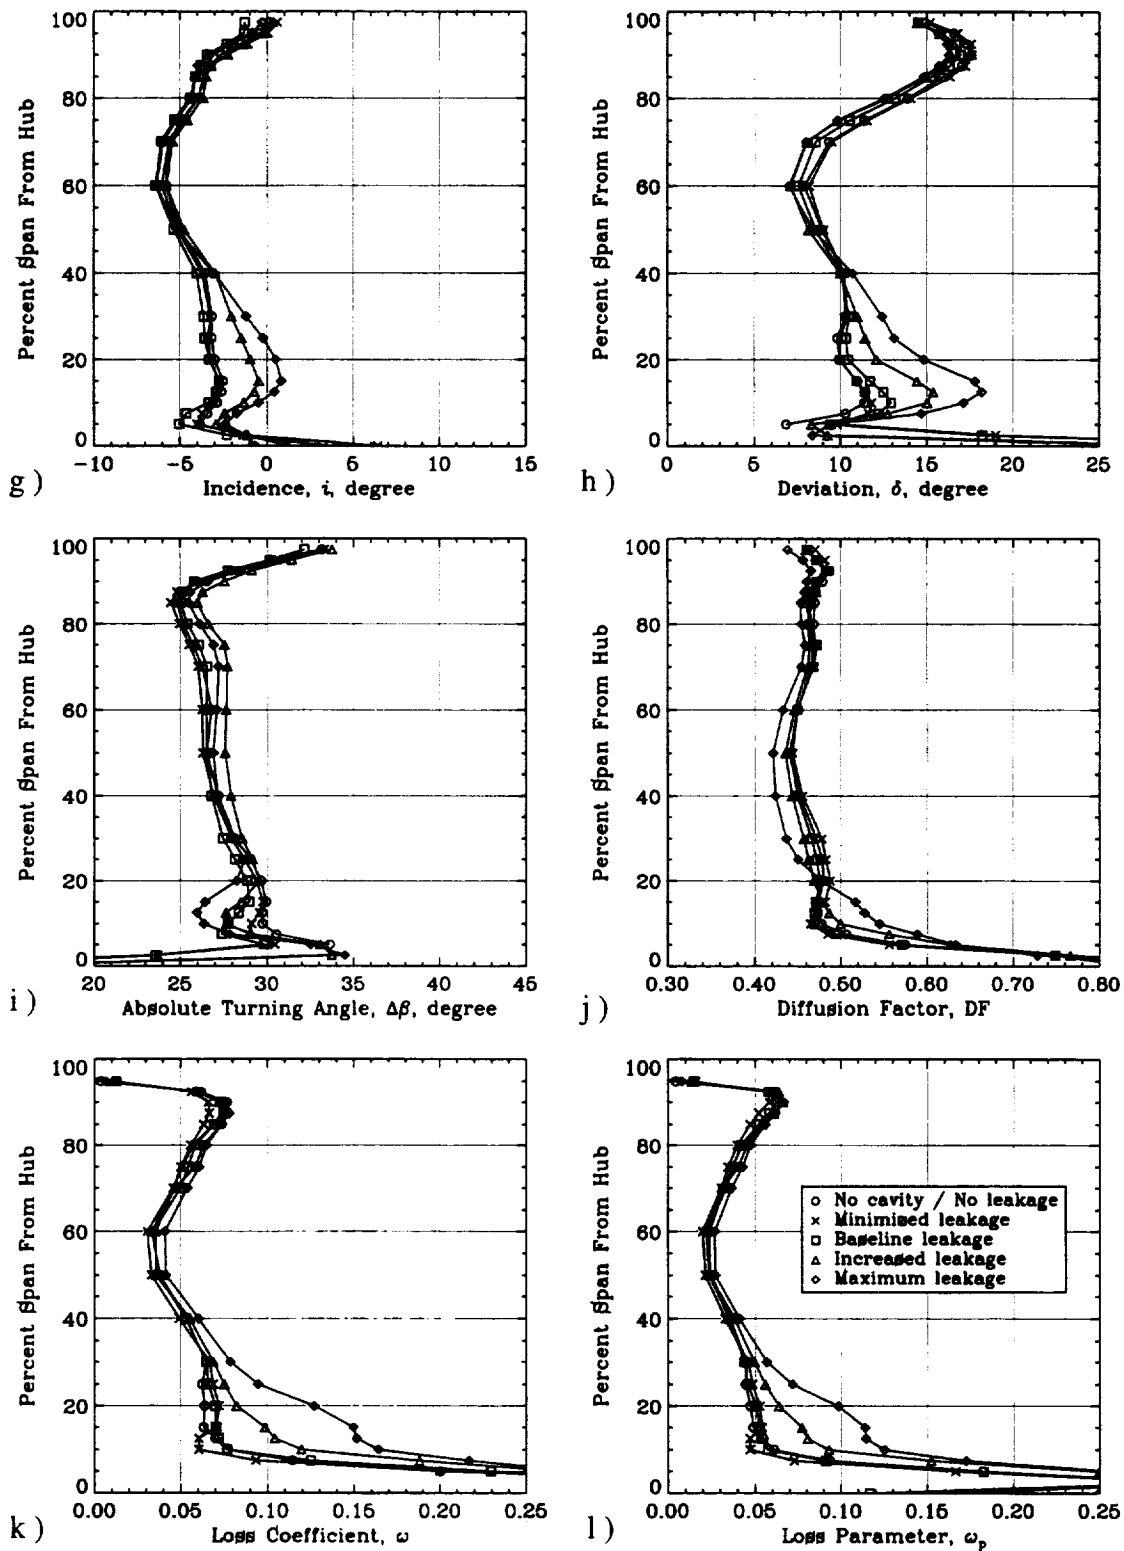 100
80
60
40
20
0
Percent Span From Hub
-10 -5 0 5 10 15
g) Incidence, i, degree
100
80
60
40
20
0
Percent Span From Hub
0 5 10 15 20 25
h) Deviation, δ, degree
100
80
60
40
20
0
Percent Span From Hub
20 25 30 35 40 45
i) Absolute Turning Angle, Δβ, degree
100
80
60
40
20
0
Percent Span From Hub
0.30 0.40 0.50 0.60 0.70 0.80
j) Diffusion Factor, DF
100
80
60
40
20
0
Percent Span From Hub
0.00 0.05 0.10 0.15 0.20 0.25
k) Loss Coefficient, ω
100
80
60
40
20
0
Percent Span From Hub
No cavity / No leakage
Minimised leakage
Baseline leakage
Increased leakage
Maximum leakage
0.00 0.05 0.10 0.15 0.20 0.25
l) Loss Parameter, ωp